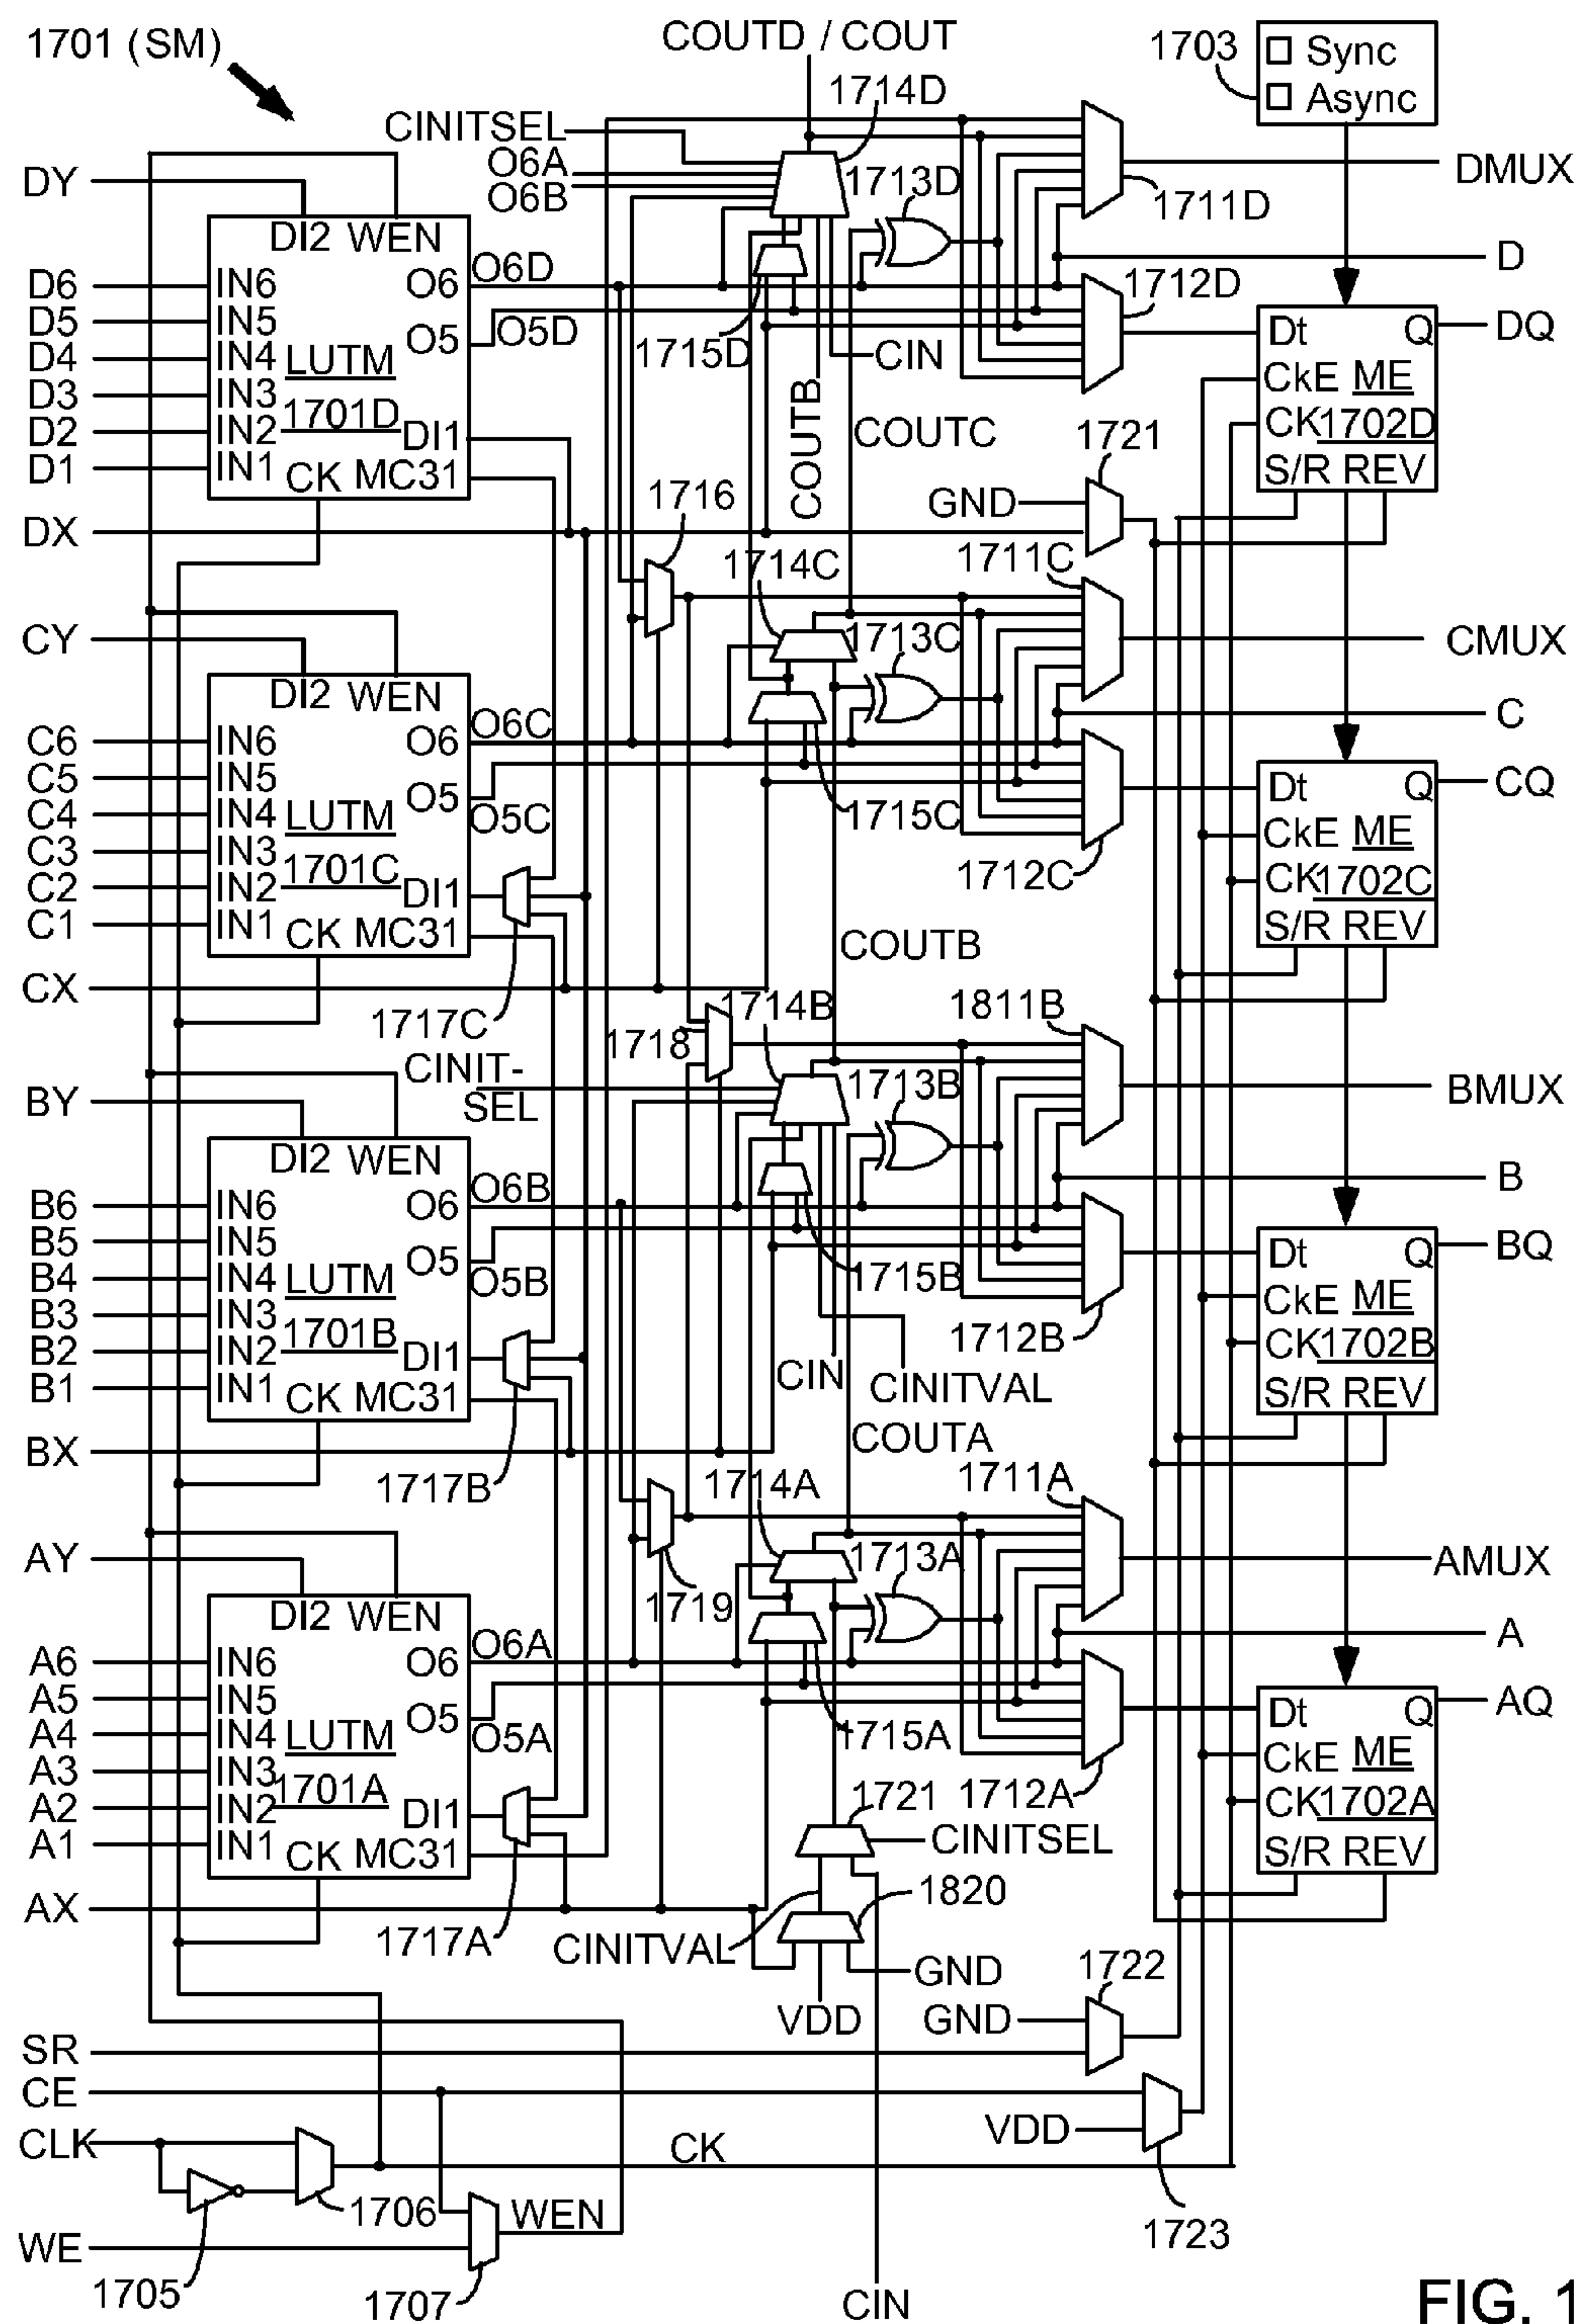 1701 (SM)
COUTD / COUT
1703
Sync
Async
1714D
CINITSEL
O6A
O6B
1713D
DMUX
1711D
DY
DI2 WEN
D6 IN6 O6 O6D
D5 IN5
D4 IN4 LUTM O5 O5D
D3 IN3
D2 IN2 1701D DI1
D1 IN1 CK MC31
D
1712D
1715D
CIN
Dt Q DQ
CkE ME
CK 1702D
S/R REV
COUTB
COUTC
1721
GND
1716
DX
1711C
1714C
CY
1713C
CMUX
DI2 WEN
C6 IN6 O6 O6C
C5 IN5
C4 IN4 LUTM O5 O5C
C3 IN3
C2 IN2 1701C DI1
C1 IN1 CK MC31
C
1715C
1712C
Dt Q CQ
CkE ME
CK 1702C
S/R REV
COUTB
CX
1717C
1718
1714B
1811B
CINIT-
SEL
1713B
BMUX
BY
DI2 WEN
B6 IN6 O6 O6B
B5 IN5
B4 IN4 LUTM O5 O5B
B3 IN3
B2 IN2 1701B DI1
B1 IN1 CK MC31
B
1715B
1712B
CIN
CINITVAL
COUTA
Dt Q BQ
CkE ME
CK 1702B
S/R REV
BX
1717B
1714A
1711A
1713A
AMUX
AY
1719
DI2 WEN
A6 IN6 O6 O6A
A5 IN5
A4 IN4 LUTM O5 O5A
A3 IN3
A2 IN2 1701A DI1
A1 IN1 CK MC31
A
1715A
1712A
Dt Q AQ
CkE ME
CK 1702A
S/R REV
1721
CINITSEL
1820
AX
1717A
CINITVAL
GND
VDD
1722
GND
SR
CE
VDD
CLK
CK
1706
WEN
1723
WE
1705
1707
CIN
FIG. 1